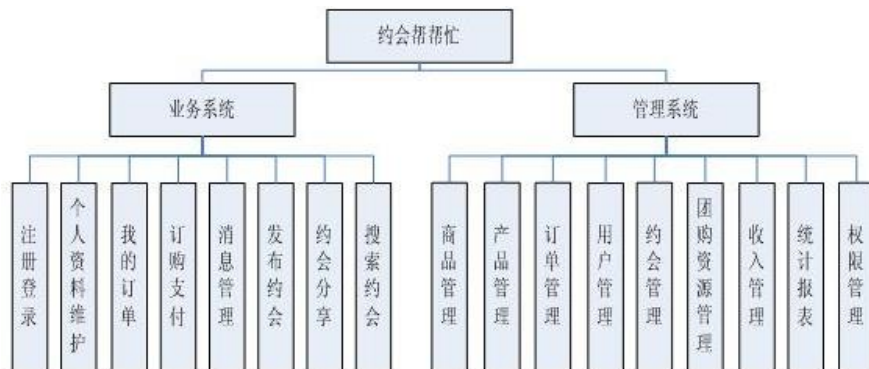 约会帮帮忙
业务系统
管理系统
注册登录
个人资料维护
我的订单
订购支付
消息管理
发布约会
约会分享
搜索约会
商品管理
产品管理
订单管理
用户管理
约会管理
团购资源管理
收入管理
统计报表
权限管理